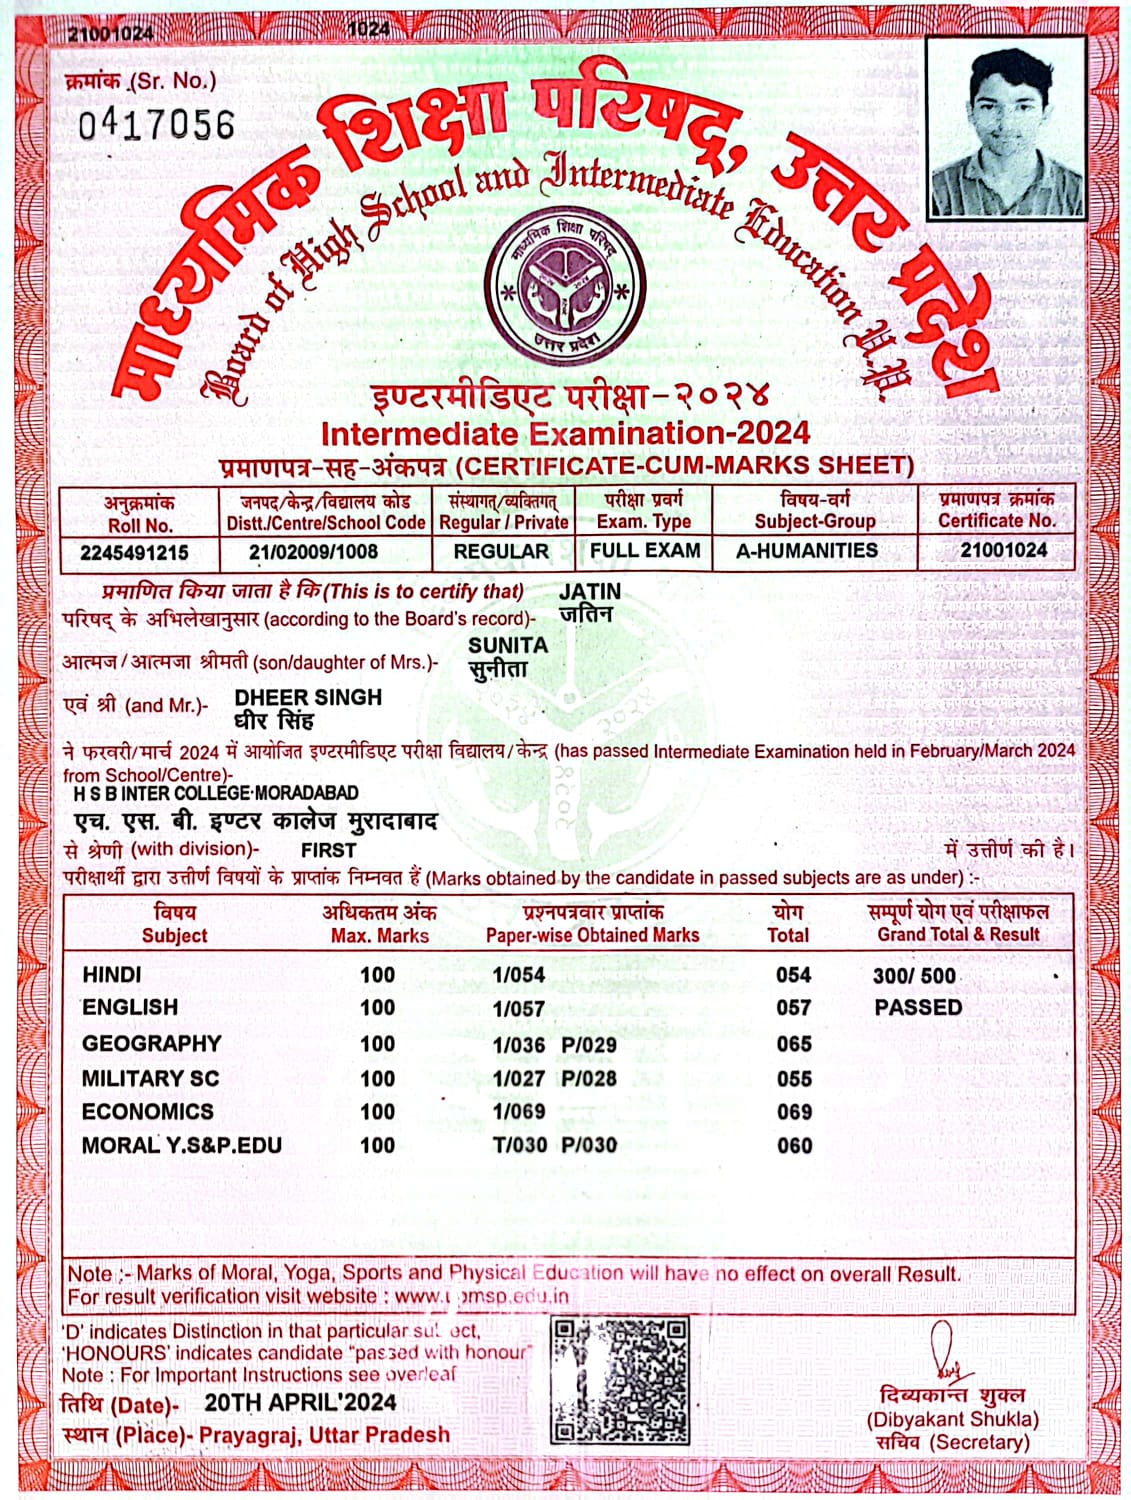 21001024
1024
क्रमांक (Sr. No.)
0417056
माध्यमिक शिक्षा परिषद्, उत्तर प्रदेश
Board of High School and Intermediate Education U.P.
माध्यमिक शिक्षा परिषद्
उत्तर प्रदेश
इण्टरमीडिएट परीक्षा-२०२४
Intermediate Examination-2024
प्रमाणपत्र-सह-अंकपत्र (CERTIFICATE-CUM-MARKS SHEET)
अनुक्रमांक जनपद/केन्द्र/विद्यालय कोड संस्थागत्/व्यक्तिगत् परीक्षा प्रवर्ग विषय-वर्ग प्रमाणपत्र क्रमांक
Roll No. Distt./Centre/School Code Regular / Private Exam. Type Subject-Group Certificate No.
2245491215 21/02009/1008 REGULAR FULL EXAM A-HUMANITIES 21001024
प्रमाणित किया जाता है कि (This is to certify that) JATIN
परिषद् के अभिलेखानुसार (according to the Board's record)- जतिन
SUNITA
आत्मज/आत्मजा श्रीमती (son/daughter of Mrs.)- सुनीता
एवं श्री (and Mr.)- DHEER SINGH
धीर सिंह
ने फरवरी/मार्च 2024 में आयोजित इण्टरमीडिएट परीक्षा विद्यालय/केन्द्र (has passed Intermediate Examination held in February/March 2024
from School/Centre)-
H S B INTER COLLEGE MORADABAD
एच. एस. बी. इण्टर कालेज मुरादाबाद
से श्रेणी (with division)- FIRST में उत्तीर्ण की है।
परीक्षार्थी द्वारा उत्तीर्ण विषयों के प्राप्तांक निम्नवत हैं (Marks obtained by the candidate in passed subjects are as under) :-
विषय अधिकतम अंक प्रश्नपत्रवार प्राप्तांक योग सम्पूर्ण योग एवं परीक्षाफल
Subject Max. Marks Paper-wise Obtained Marks Total Grand Total & Result
HINDI 100 1/054 054 300/ 500
ENGLISH 100 1/057 057 PASSED
GEOGRAPHY 100 1/036 P/029 065
MILITARY SC 100 1/027 P/028 055
ECONOMICS 100 1/069 069
MORAL Y.S&P.EDU 100 T/030 P/030 060
Note :- Marks of Moral, Yoga, Sports and Physical Education will have no effect on overall Result.
For result verification visit website : www.upmsp.edu.in
'D' indicates Distinction in that particular subject,
'HONOURS' indicates candidate "passed with honour"
Note : For Important Instructions see overleaf
तिथि (Date)- 20TH APRIL'2024
स्थान (Place)- Prayagraj, Uttar Pradesh
दिब्यकान्त शुक्ल
(Dibyakant Shukla)
सचिव (Secretary)